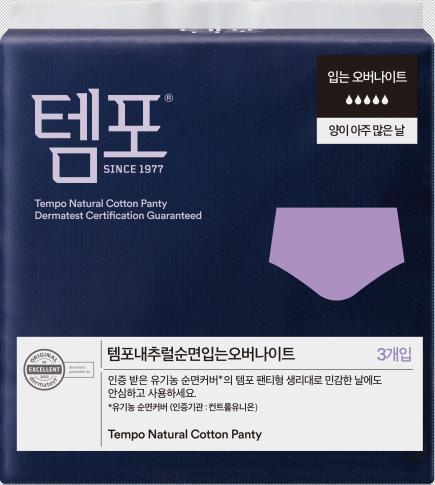 입는 오버나이트
양이 아주 많은 날
템포®
SINCE 1977
Tempo Natural Cotton Panty
Dermatest Certification Guaranteed
ORIGINAL
EXCELLENT
dermatest
dermatest
guarantee.de
템포내추럴순면입는오버나이트
3개입
인증 받은 유기농 순면커버*의 템포 팬티형 생리대로 민감한 날에도
안심하고 사용하세요.
*유기농 순면커버 (인증기관 : 컨트롤유니온)
Tempo Natural Cotton Panty